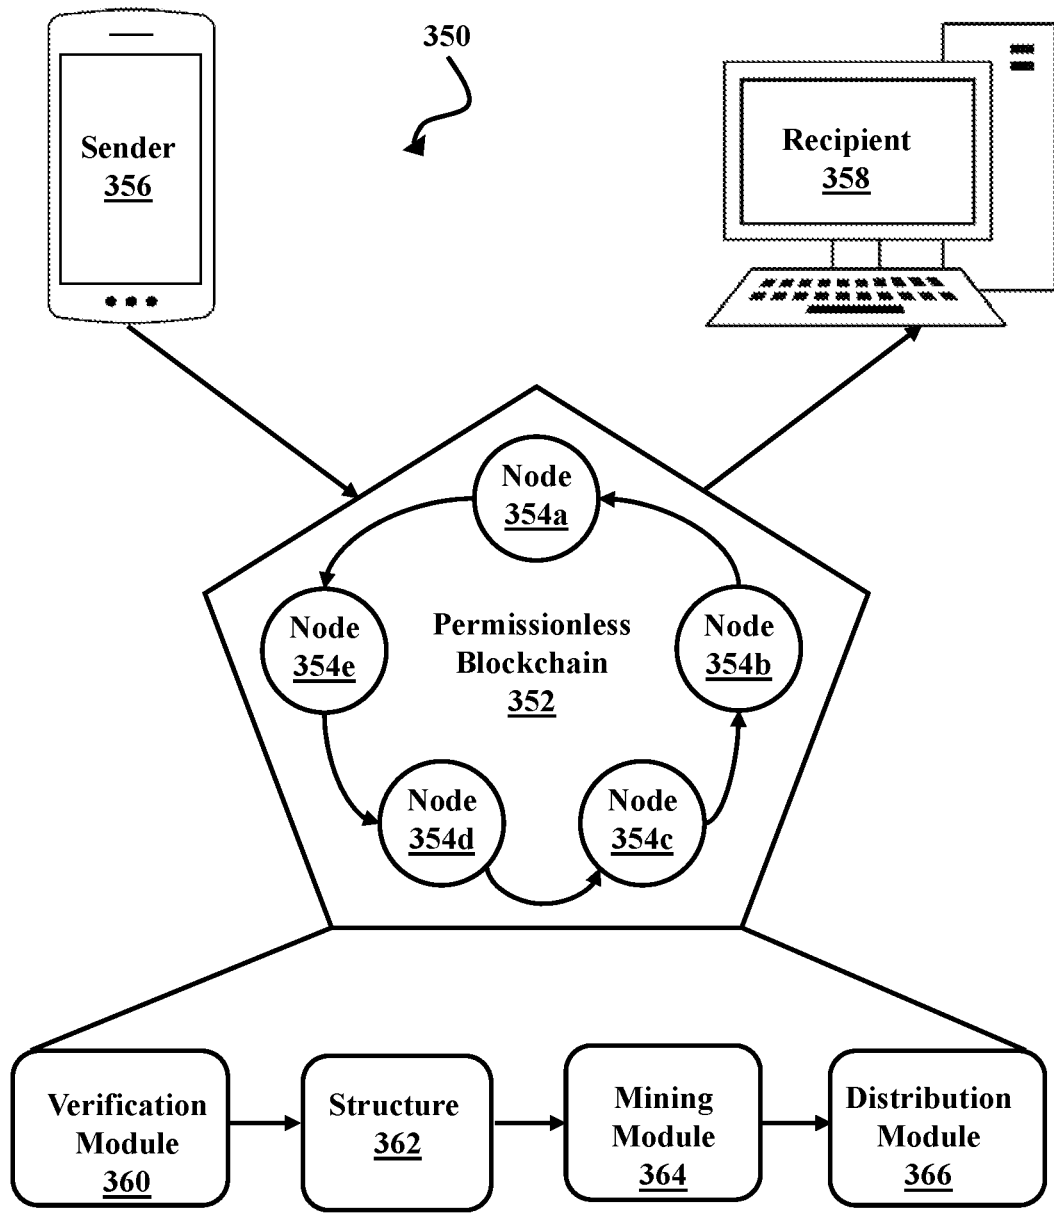 350
Sender
356
Recipient
358
Node
354a
Node
354e
Permissionless
Blockchain
352
Node
354b
Node
354d
Node
354c
Verification
Module
360
Structure
362
Mining
Module
364
Distribution
Module
366